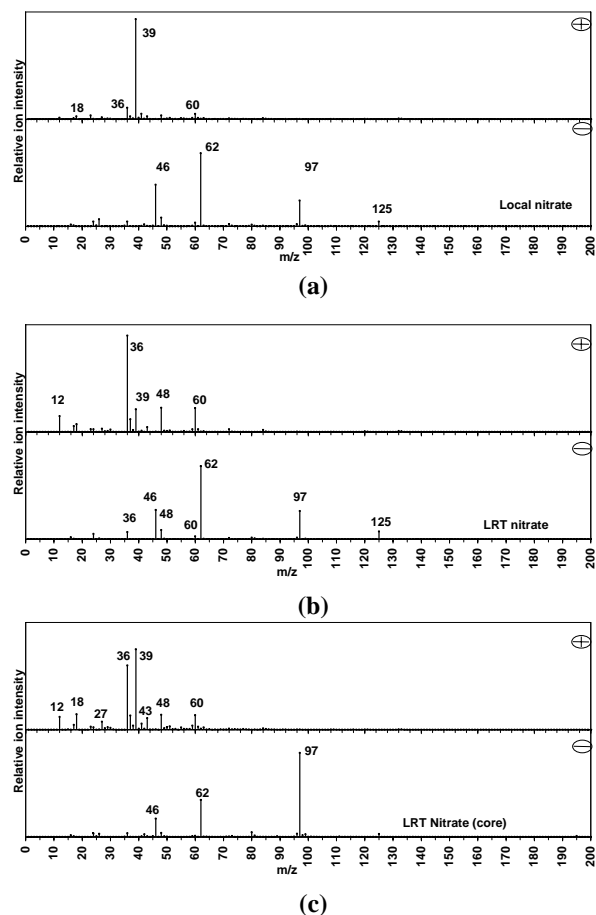 Relative ion intensity
39
36
18
60
+
46
62
97
125
−
Local nitrate
0 10 20 30 40 50 60 70 80 90 100 110 120 130 140 150 160 170 180 190 200
m/z
(a)
Relative ion intensity
36
12
39
48
60
+
62
46
36
48
60
97
125
−
LRT nitrate
0 10 20 30 40 50 60 70 80 90 100 110 120 130 140 150 160 170 180 190 200
m/z
(b)
Relative ion intensity
36
39
12
18
27
43
48
60
+
97
46
62
−
LRT Nitrate (core)
0 10 20 30 40 50 60 70 80 90 100 110 120 130 140 150 160 170 180 190 200
m/z
(c)